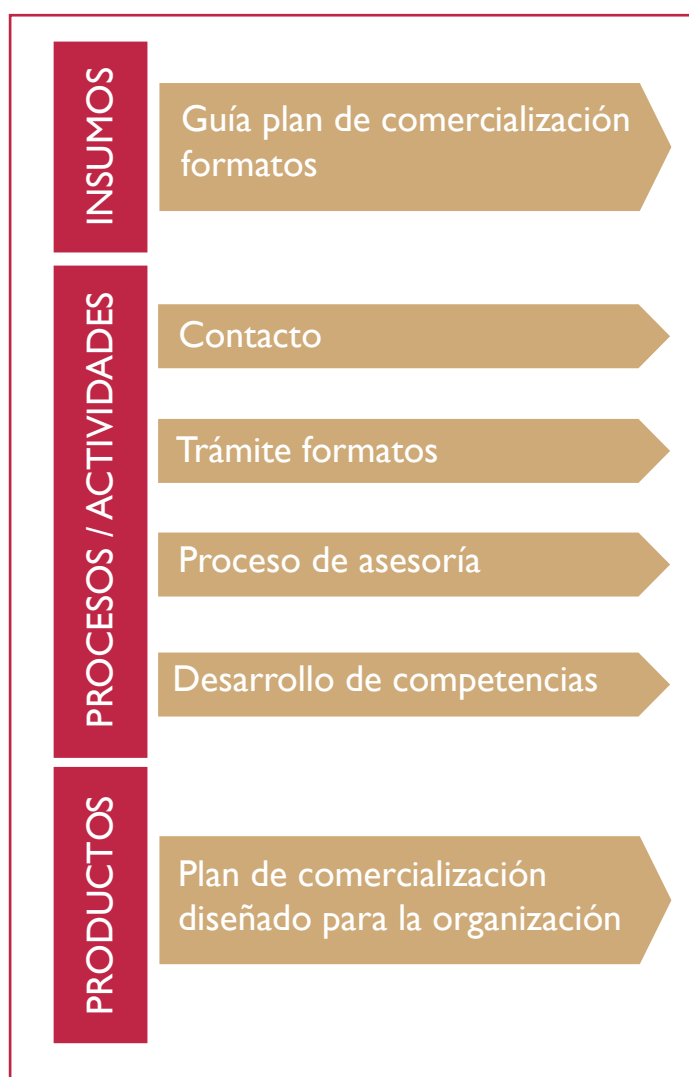 INSUMOS
Guía plan de comercialización
formatos
PROCESOS / ACTIVIDADES
Contacto
Trámite formatos
Proceso de asesoría
Desarrollo de competencias
PRODUCTOS
Plan de comercialización
diseñado para la organización